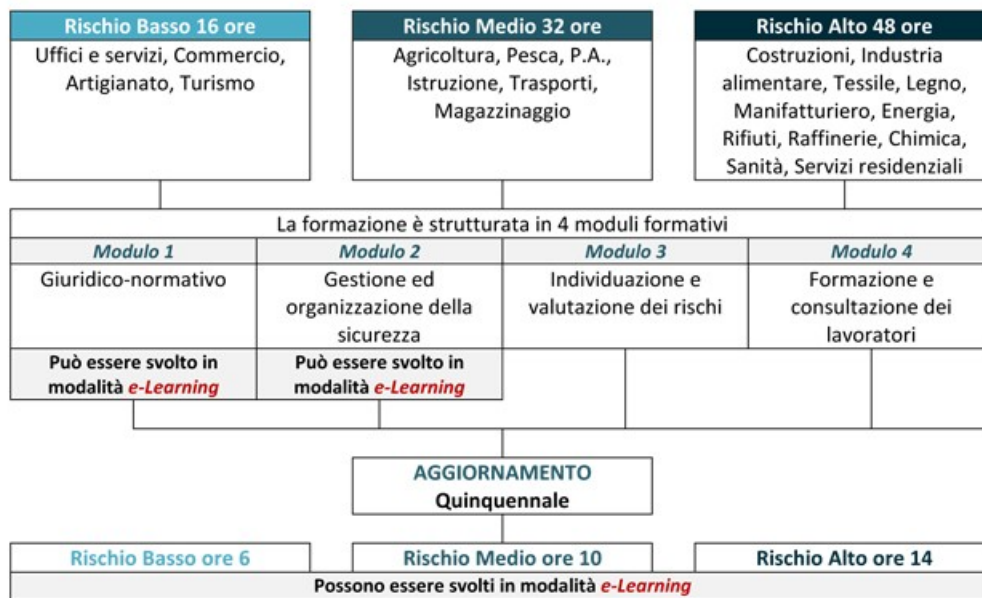 Rischio Basso 16 ore
Uffici e servizi, Commercio,
Artigianato, Turismo
Rischio Medio 32 ore
Agricoltura, Pesca, P.A.,
Istruzione, Trasporti,
Magazzinaggio
Rischio Alto 48 ore
Costruzioni, Industria
alimentare, Tessile, Legno,
Manifatturiero, Energia,
Rifiuti, Raffinerie, Chimica,
Sanità, Servizi residenziali
La formazione è strutturata in 4 moduli formativi
Modulo 1
Giuridico-normativo
Può essere svolto in
modalità e-Learning
Modulo 2
Gestione ed
organizzazione della
sicurezza
Può essere svolto in
modalità e-Learning
Modulo 3
Individuazione e
valutazione dei rischi
Modulo 4
Formazione e
consultazione dei
lavoratori
AGGIORNAMENTO
Quinquennale
Rischio Basso ore 6
Rischio Medio ore 10
Rischio Alto ore 14
Possono essere svolti in modalità e-Learning